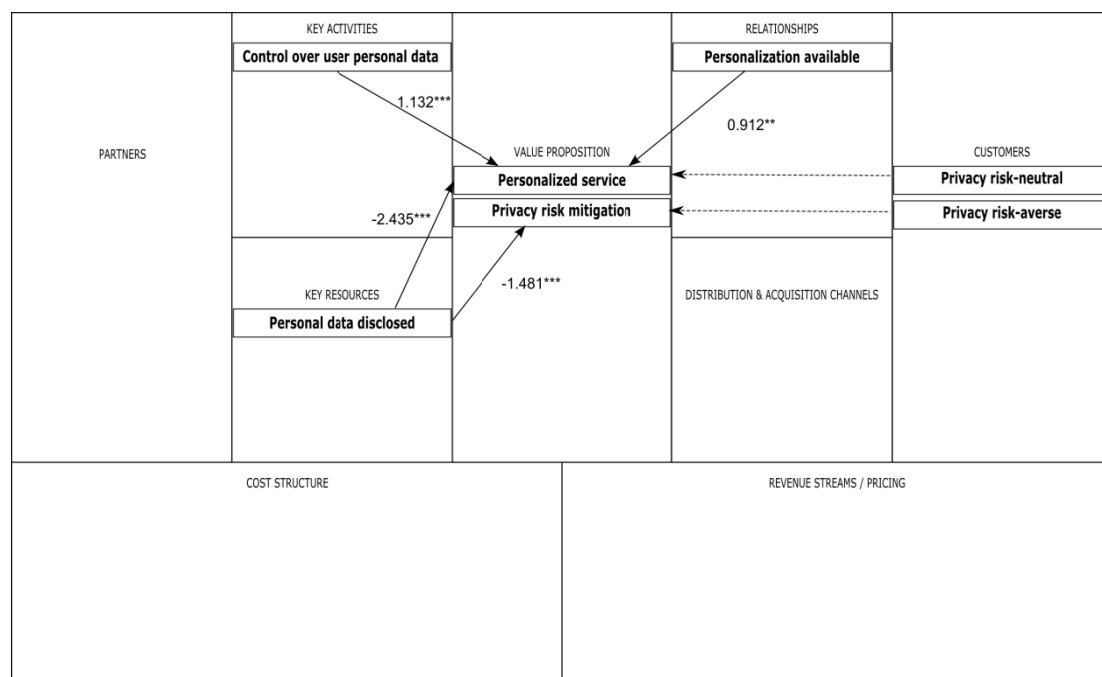 KEY ACTIVITIES
RELATIONSHIPS
Control over user personal data
Personalization available
1.132***
0.912**
PARTNERS
VALUE PROPOSITION
CUSTOMERS
Personalized service
Privacy risk-neutral
Privacy risk mitigation
Privacy risk-averse
-2.435***
-1.481***
KEY RESOURCES
DISTRIBUTION & ACQUISITION CHANNELS
Personal data disclosed
COST STRUCTURE
REVENUE STREAMS / PRICING